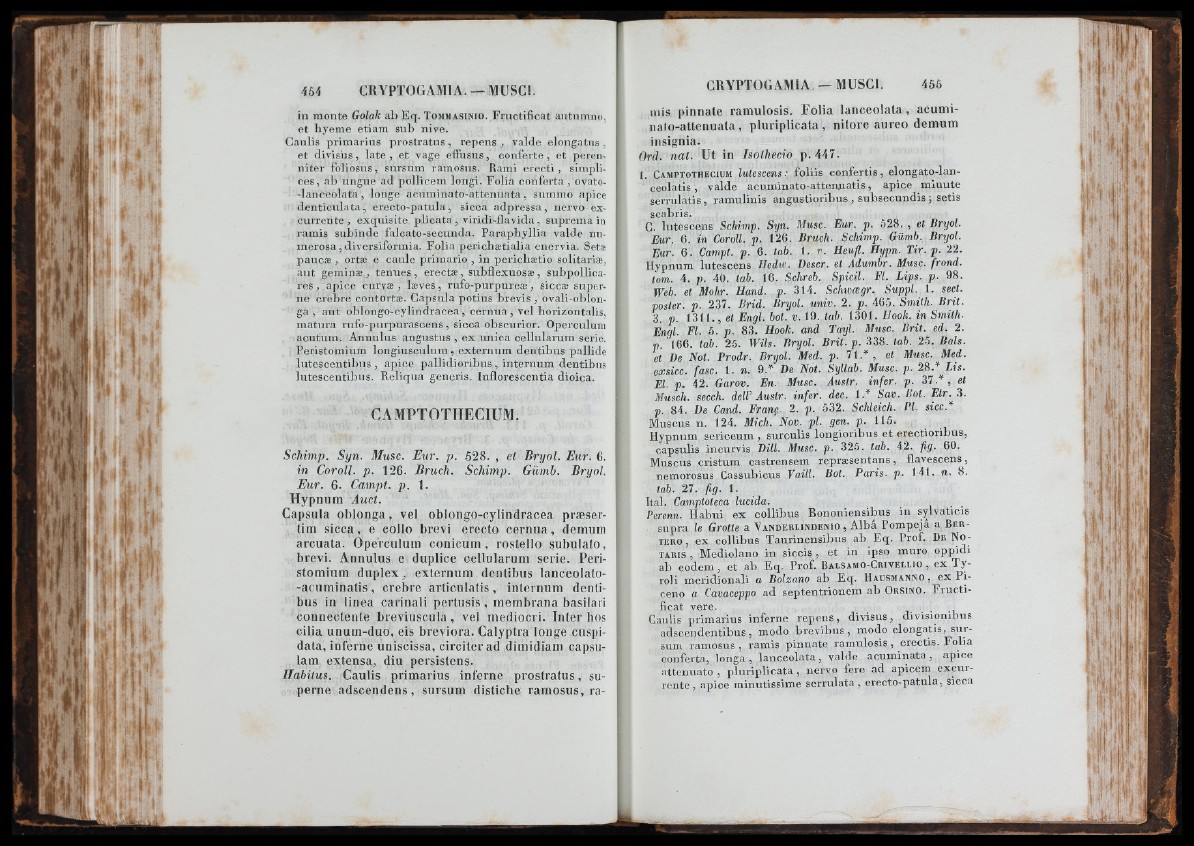 454 CRYPTOGAMIA. — MUSCI.
in monte Golak ab Eq. TOMMASINIO. Fructificat autumno,
et hyeme etiam sub nive.
Caulis primarius prostratus, repens, valde elongatus,
et divisus, late, et vage effusus, conferte, et peren-
niter foliosus, sursum ramosus. Rami erecti, simpli-
ces, ab ungue ad pollicem longi. Folia conferta, ovato-
-lanceolata, longe acuminato-attenuata, summo apice
denticulata, erecto-patula, sicca adpressa, nervo ex-
currente, exquisite plicata, viridi-flavida, suprema in
ramis subinde falcato-secunda. Paraphyllia valde nu-
merosa, diversiformia. Folia perichætialia enervia. Setæ
paucæ, ortæ e caule primario, in perichætio solitariæ,
aut geminæ, tenues, erectæ, subflexuosæ, subpollica-
res, apice curvæ, læves, rufo-purpureæ, siccæ super-
ne crebre contortæ. Capsula potius brevis, ovali-oblon-
ga, aut oblongo-cylindracea, cernua, vel horizontalis,
matura rufo-purpurascens, sicca obscurior. Operculum
acutum. Annulus angustus, ex unica cellularum serie.
Peristomium longiusculum, externum dentibus pallide
lutescentibus, apice pallidioribus, internum dentibus
lutescentibus. Reliqua generis. Inflorescentia dioica.
CAMPTOTHECIUM.
Schimp. Syn. Musc. Eur. p. 528. , et Bryol. Eur. 6.
in Coroll. p. 126. Bruch. Schimp. Gümb. Bryol.
Eur. 6. Campt. p. 1.
Hypnum Auct.
Capsula oblonga, vel oblongo-cylindracea præser-
tim sicca, e collo brevi erecto cernua, demum
arcuata. Operculum conicum, rostello subulato,
brevi. Annulus e duplice cellularum serie. Peri-
stomium duplex, externum dentibus lanceolato-
-acuminatis, crebre articulatis, internum denti-
bus in linea carinali pertusis, membrana basilari
connectente breviuscula, vel mediocri. Inter hos
cilia unum-duo, eis breviora. Calyptra longe cuspi-
data, inferne uniscissa, circiter ad dimidiam capsu-
lam extensa, diu persistens.
Habitus. Caulis primarius inferne prostratus, su-
perne adscendens, sursum distiche ramosus, ra-
CRYPTOGAMIA. — MUSCI. 455
mis pinnate ramulosis. Folia lanceolata, acumi-
nato-attenuata, pluriplicata, nitore aureo demum
insignia.
Ord. nat. Ut in Isothecio p. 447.
1. CAMPTOTHECIUM lutescens: foliis confertis, elongato-lan-
ceolatis, valde acuminato-attenuatis, apice minute
serrulatis, ramulinis angustioribus, subsecundis; setis
scabris.
C. lutescens Schimp. Syn. Musc. Eur. p. 528. , et Bryol.
Eur. 6. in Coroll. p. 126. Bruch. Schimp. Gümb. Bryol.
Eur. 6. Campt. p. 6. tab. 1. v. Heufl. Hypn. Tir. p. 22.
Hypnum lutescens Hedw. Descr. et Adumbr. Musc. frond.
tom. 4. p. 40. tab. 16. Schreb. Spicil. Fl. Lips. p. 98.
Web. et Mohr. Hand. p. 314. Schwægr. Suppl. 1. sect.
poster. p. 237. Brid. Bryol. univ. 2. p. 465. Smith. Brit.
3. p. 1311., et Engl. bot. v. 19. tab. 1301. Hook. in Smith.
Engl. Fl. 5. p. 83. Hook. and Tayl. Musc. Brit. ed. 2.
p. 166. tab. 25. Wils. Bryol. Brit. p. 338. tab. 25. Bals.
et De Not. Prodr. Bryol. Med. p. 71.* , et Musc. Med.
exsicc. fasc. 1. n. 9.* De Not. Syllab. Musc. p. 28.* Lis.
El. p. 42. Garov. En. Musc. Austr. infer. p. 37.* , et
Musch. secch. dell' Austr. infer. dec. 1.* Sav. Bot. Etr. 3.
p. 84. De Cand. Franç. 2. p. 532. Schleich. Pl. sicc.*
Muscus n. 124. Mich. Nov. pl. gen. p. 115.
Hypnum sericeum, surculis longioribus et erectioribus,
capsulis incurvis Dill. Musc. p. 325. tab. 42. fig. 60.
Muscus cristam castrensem repræsentans, flavescens,
nemorosus Cassubicus Vaill. Bot. Paris. p. 141. n. 8.
tab. 27. fig. 1.
Ital. Camptoteca lucida.
Perenn. Habui ex collibus Bononiensibus in sylvaticis
supra le Grotte a VANDERLINDENIO, Albâ Pompejâ a BER-
TERO, ex collibus Taurinensibus ab Eq. Prof. DE NO-
TARIS, Mediolano in siccis, et in ipso muro oppidi
ab eodem, et ab Eq. Prof. BALSAMO-CRIVELLIO, ex Ty-
roli meridionali a Bolzano ab Eq. HAUSMANNO, ex Pi-
ceno a Cavaceppo ad septentrionem ab ORSINO. Fructi-
ficat vere.
Caulis primarius inferne repens, divisus, divisionibus
adscendentibus, modo brevibus, modo elongatis, sur-
sum ramosus, ramis pinnate ramulosis, erectis. Folia
conferta, longa, lanceolata, valde acuminata, apice
attenuato, pluriplicata, nervo fere ad apicem excur-
rente, apice minutissime serrulata, erecto-patula, sicca